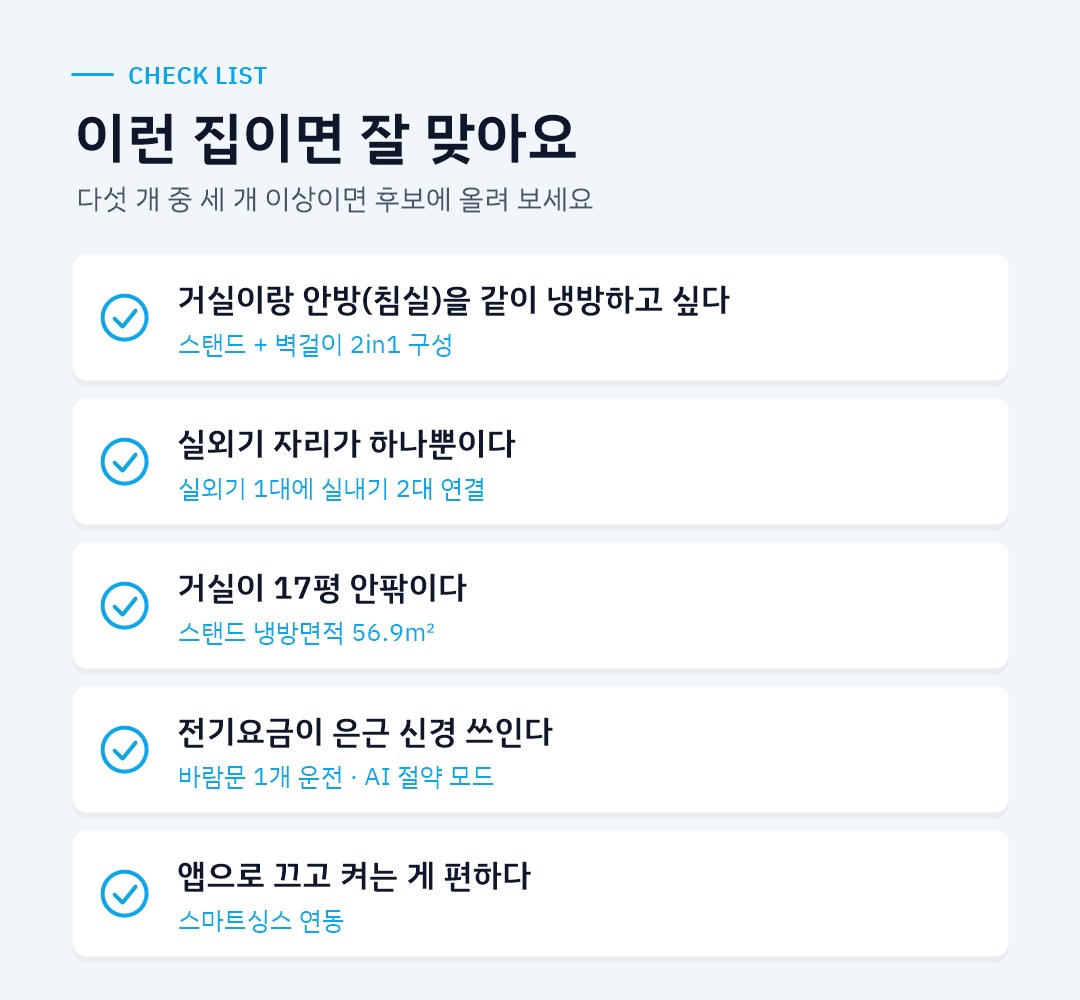 CHECK LIST
이런 집이면 잘 맞아요
다섯 개 중 세 개 이상이면 후보에 올려 보세요
거실이랑 안방(침실)을 같이 냉방하고 싶다
스탠드 + 벽걸이 2in1 구성
실외기 자리가 하나뿐이다
실외기 1대에 실내기 2대 연결
거실이 17평 안팎이다
스탠드 냉방면적 56.9m²
전기요금이 은근 신경 쓰인다
바람문 1개 운전 · AI 절약 모드
앱으로 끄고 켜는 게 편하다
스마트싱스 연동